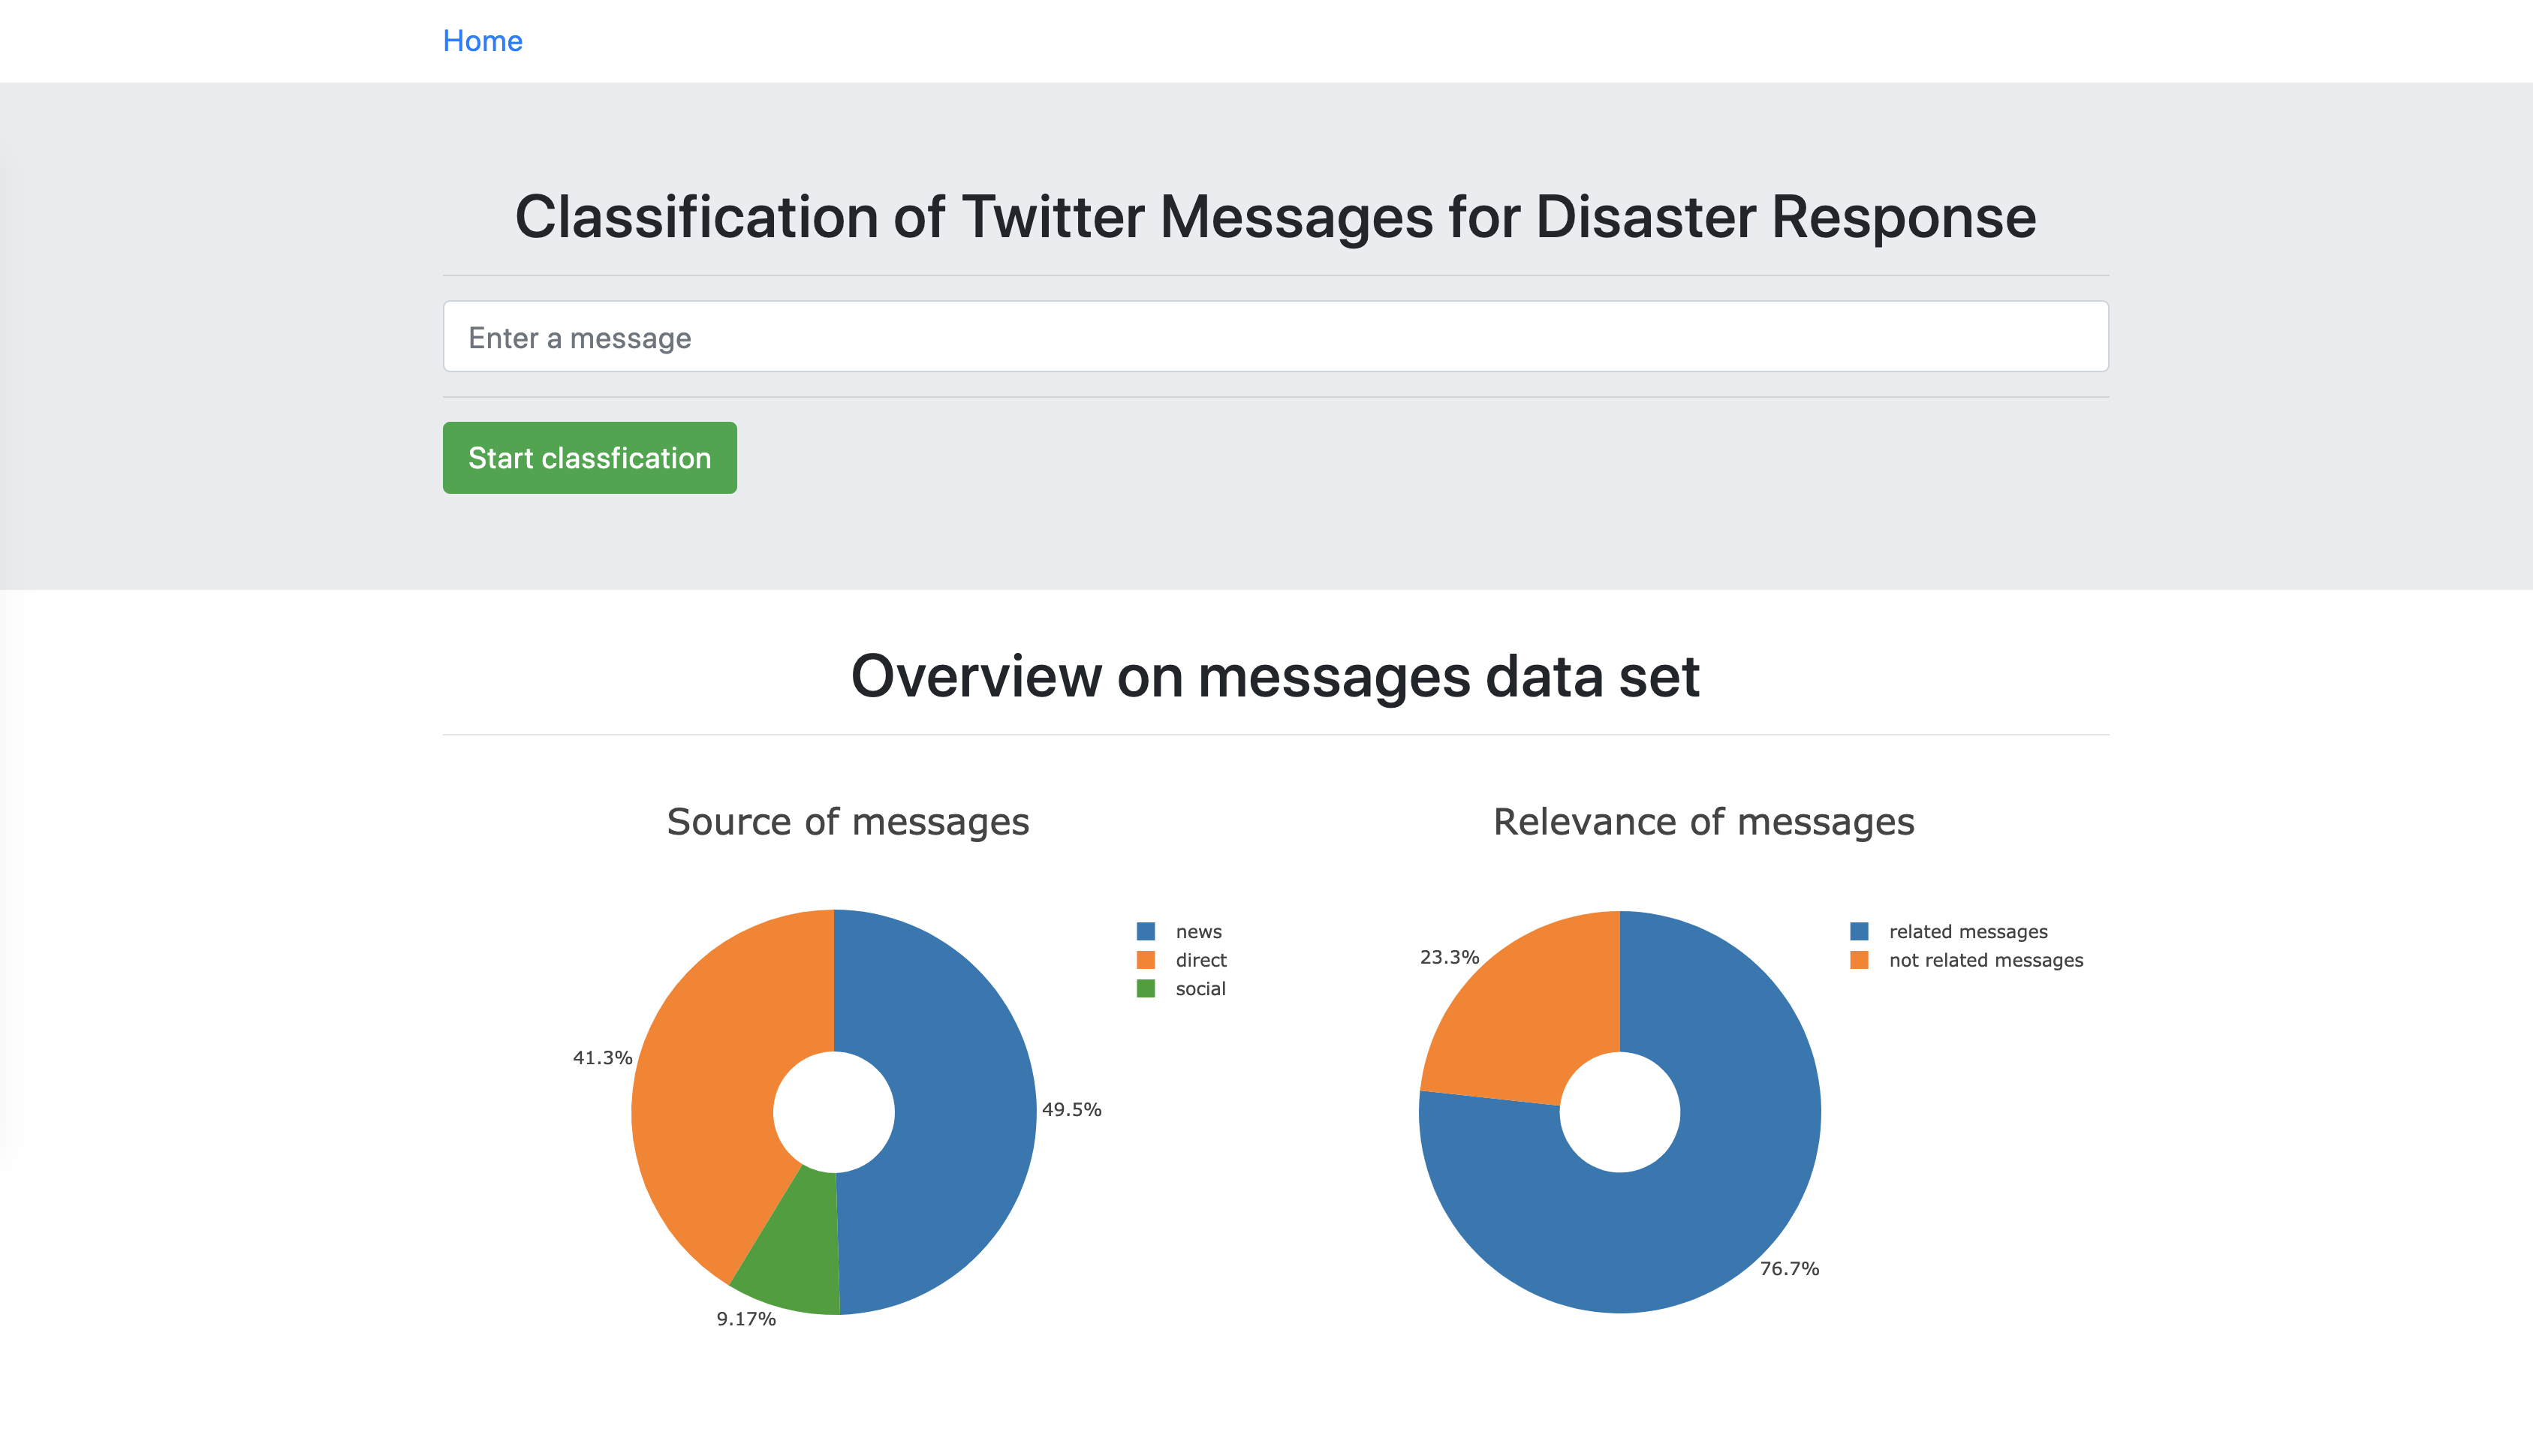 Home
Classification of Twitter Messages for Disaster Response
Enter a message
Start classfication
Overview on messages data set
Source of messages
news
direct
social
41.3%
49.5%
9.17%
Relevance of messages
related messages
not related messages
23.3%
76.7%